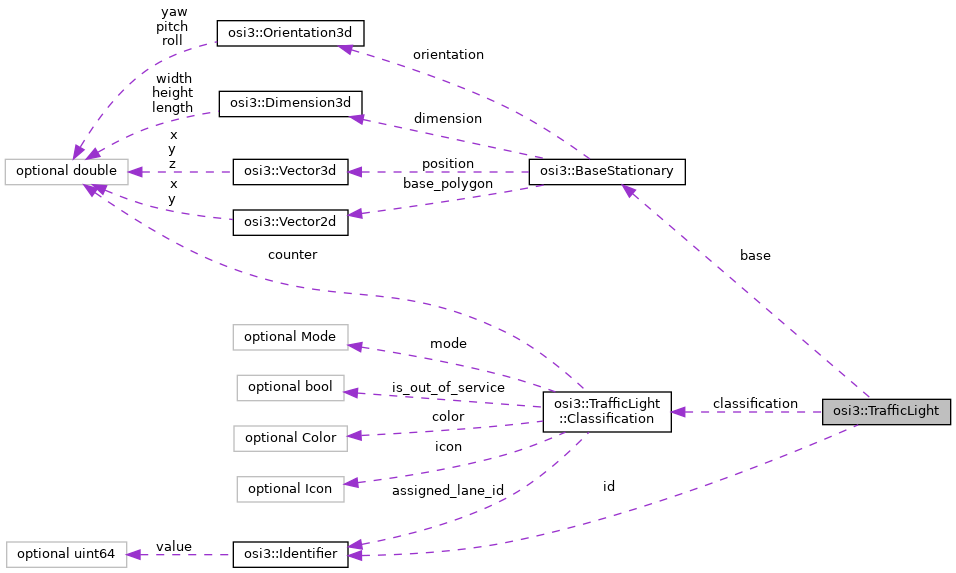 yaw
pitch
roll
osi3::Orientation3d
orientation
width
height
length
osi3::Dimension3d
dimension
x
y
z
optional double
osi3::Vector3d
position
osi3::BaseStationary
base_polygon
x
y
osi3::Vector2d
counter
base
optional Mode
mode
optional bool
is_out_of_service
osi3::TrafficLight
::Classification
classification
osi3::TrafficLight
color
optional Color
icon
optional Icon
assigned_lane_id
id
optional uint64
value
osi3::Identifier